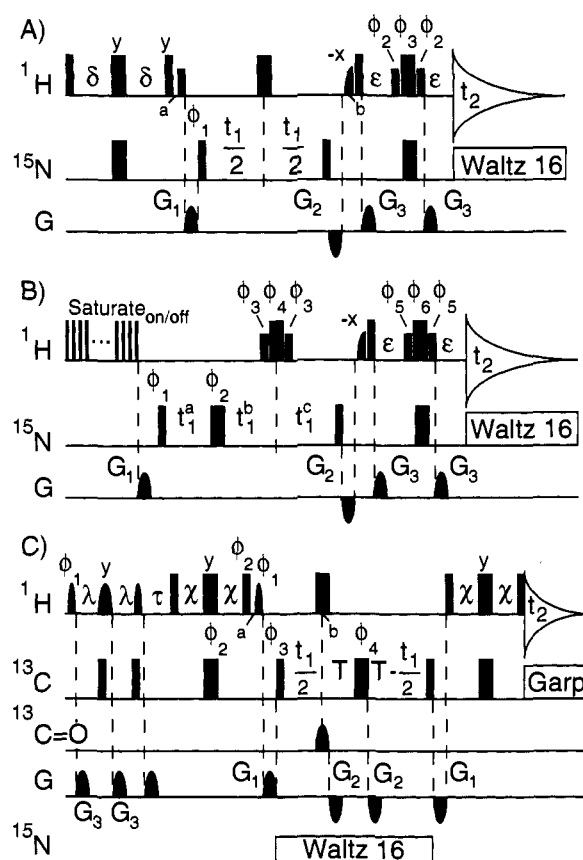 A)
y y -x ϕ2 ϕ3 ϕ2
1H δ δ ε ε
a b t2
ϕ1 t1/2 t1/2
15N Waltz 16
G G1 G2 G3 G3
B)
Saturate on/off ϕ3 ϕ4 ϕ3 -x ϕ5 ϕ6 ϕ5
1H ... ε ε t2
ϕ1 ϕ2
15N t1a t1b t1c Waltz 16
G G1 G2 G3 G3
C)
ϕ1 y y ϕ2 ϕ1 y
1H λ λ τ χ χ χ χ t2
a b
ϕ2 ϕ3 ϕ4
13C t1/2 T T-t1/2 Garp
13C=O
G G3 G3 G1 G2 G2 G1
15N Waltz 16